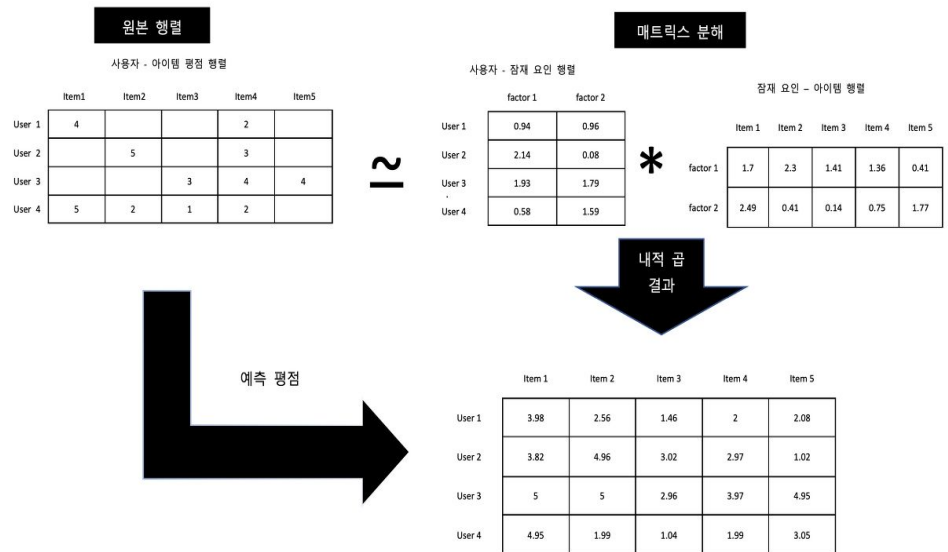 원본 행렬
사용자 - 아이템 평점 행렬
Item1 Item2 Item3 Item4 Item5
User 1 4 2
User 2 5 3
User 3 3 4 4
User 4 5 2 1 2
≃
매트릭스 분해
사용자 - 잠재 요인 행렬
factor 1 factor 2
User 1 0.94 0.96
User 2 2.14 0.08
User 3 1.93 1.79
User 4 0.58 1.59
*
잠재 요인 – 아이템 행렬
Item 1 Item 2 Item 3 Item 4 Item 5
factor 1 1.7 2.3 1.41 1.36 0.41
factor 2 2.49 0.41 0.14 0.75 1.77
내적 곱
결과
예측 평점
Item 1 Item 2 Item 3 Item 4 Item 5
User 1 3.98 2.56 1.46 2 2.08
User 2 3.82 4.96 3.02 2.97 1.02
User 3 5 5 2.96 3.97 4.95
User 4 4.95 1.99 1.04 1.99 3.05